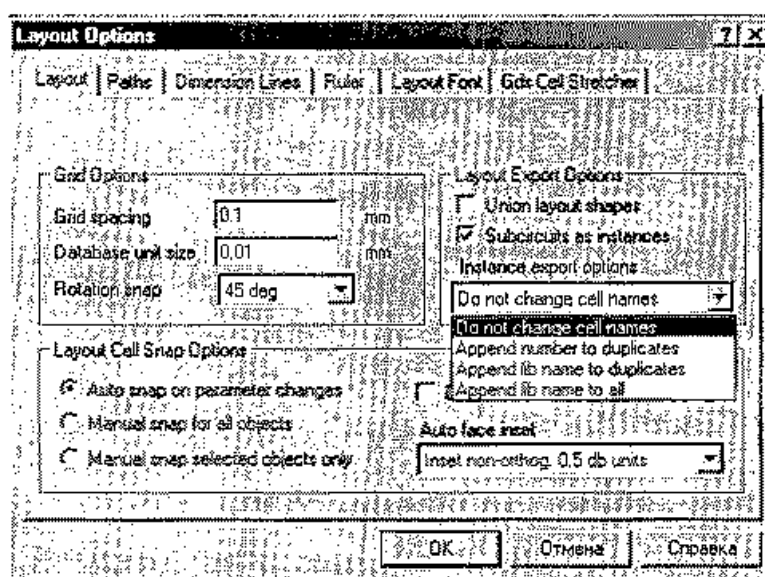 Layout Options
Layout Paths Dimension Lines Ruler Layout Font Gds Cell Stretcher
Grid Options
Grid spacing 0.1 mm
Database unit size 0.01 mm
Rotation snap 45 deg
Layout Export Options
Union layout shapes
Subcircuits as instances
Instance export options
Do not change cell names
Do not change cell names
Append number to duplicates
Append lib name to duplicates
Append lib name to all
Layout Cell Snap Options
Auto snap on parameter changes
Manual snap for all objects
Manual snap selected objects only
Auto face inset
Inset non-orthog. 0.5 db units
OK Отмена Справка